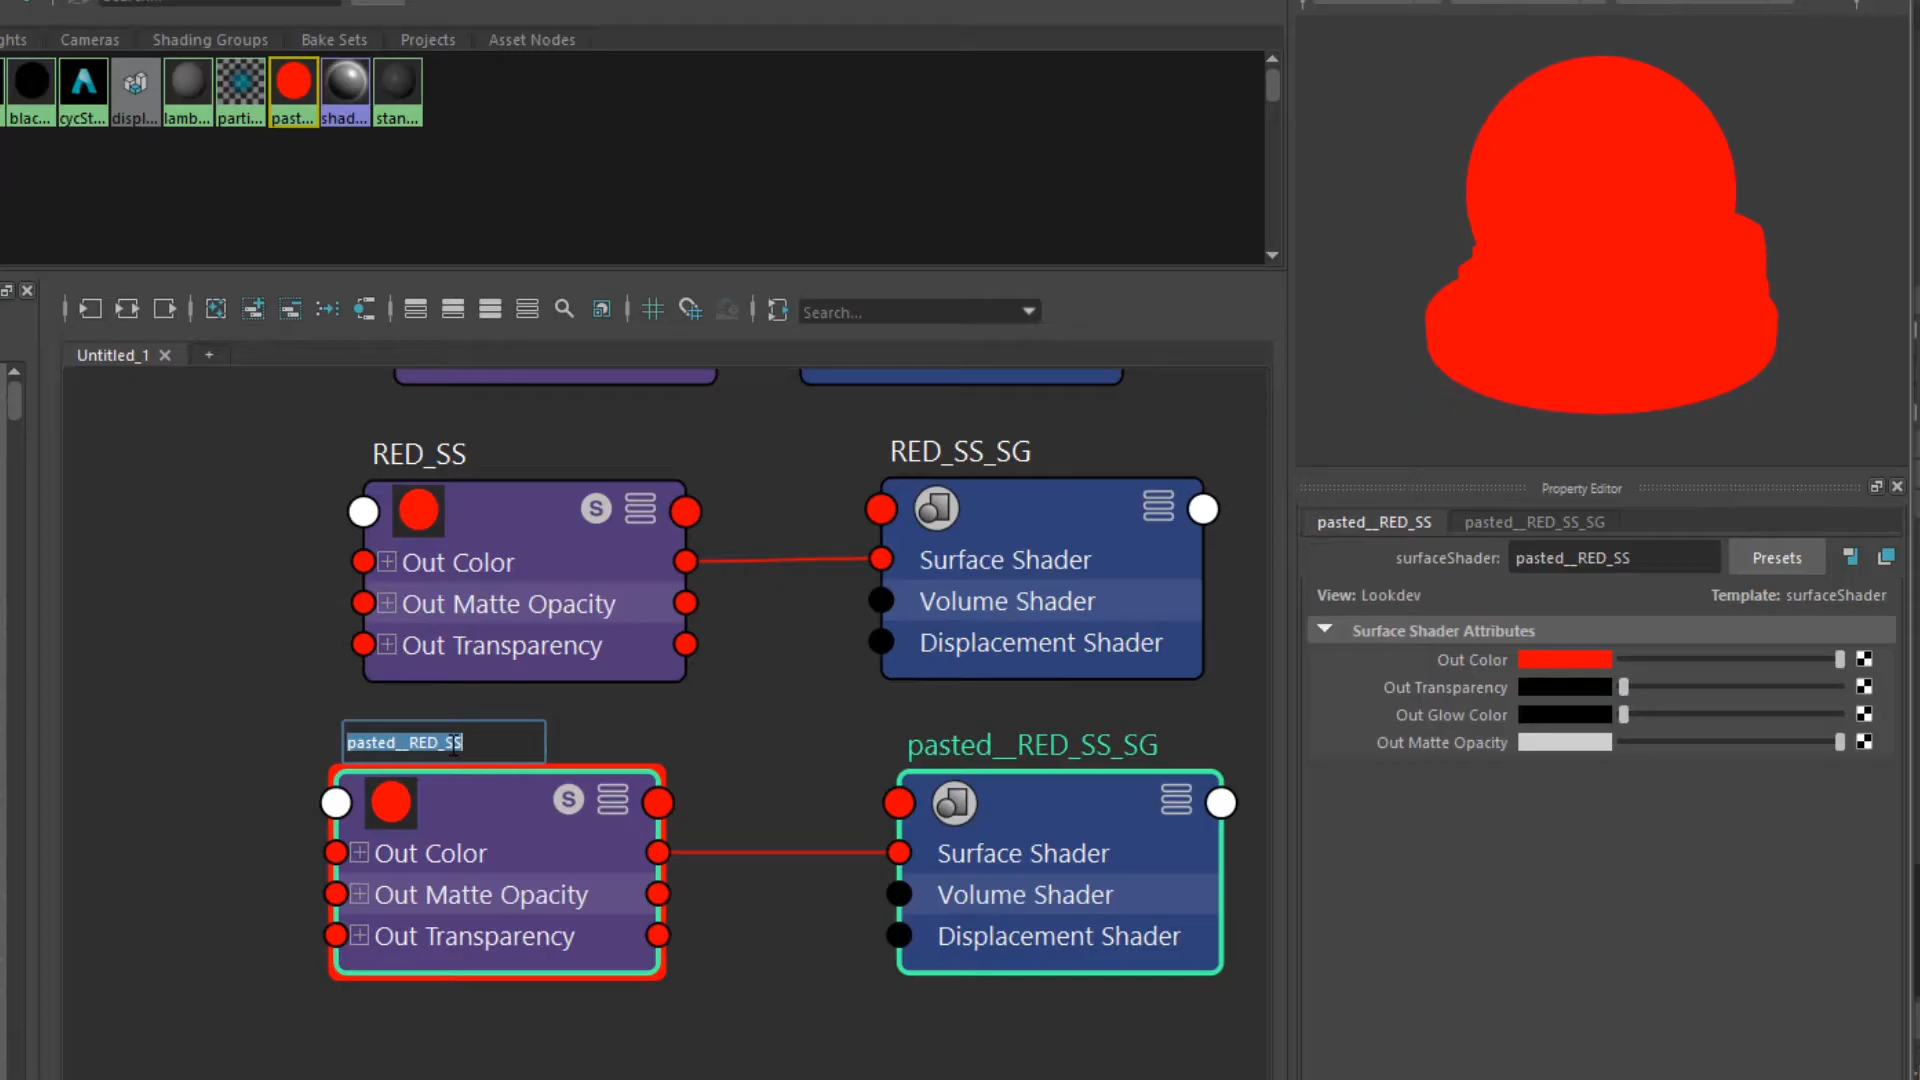 Cameras
Shading Groups
Bake Sets
Projects
Asset Nodes
blac...
cycSt...
displ...
lamb...
parti...
past...
shad...
stan...
Search...
Untitled_1
+
RED_SS
S
Out Color
Out Matte Opacity
Out Transparency
RED_SS_SG
Surface Shader
Volume Shader
Displacement Shader
pasted__RED_SS
S
Out Color
Out Matte Opacity
Out Transparency
pasted__RED_SS_SG
Surface Shader
Volume Shader
Displacement Shader
Property Editor
pasted__RED_SS
pasted__RED_SS_SG
surfaceShader:
pasted__RED_SS
Presets
View: Lookdev
Template: surfaceShader
Surface Shader Attributes
Out Color
Out Transparency
Out Glow Color
Out Matte Opacity